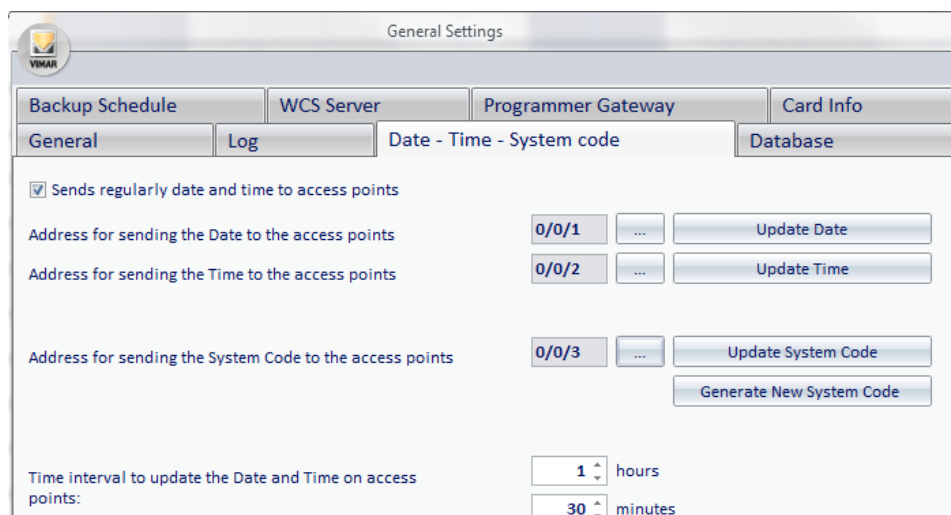 General Settings
VIMAR
Backup Schedule WCS Server Programmer Gateway Card Info
General Log Date - Time - System code Database
Sends regularly date and time to access points
Address for sending the Date to the access points 0/0/1 ... Update Date
Address for sending the Time to the access points 0/0/2 ... Update Time
Address for sending the System Code to the access points 0/0/3 ... Update System Code
Generate New System Code
Time interval to update the Date and Time on access 1 hours
points:
30 minutes